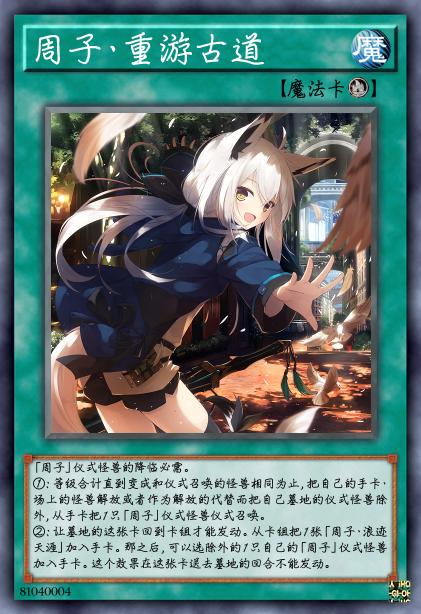 周子·重游古道
魔
【魔法卡】
「周子」仪式怪兽的降临必需。
①：等级合计直到变成和仪式召唤的怪兽相同为止，把自己的手卡·
场上的怪兽解放或者作为解放的代替而把自己墓地的仪式怪兽除
外，从手卡把1只「周子」仪式怪兽仪式召唤。
②：让墓地的这张卡回到卡组才能发动。从卡组把1张「周子·浪迹
天涯」加入手卡。那之后，可以选除外的1只自己的「周子」仪式怪兽
加入手卡。这个效果在这张卡送去墓地的回合不能发动。
81040004